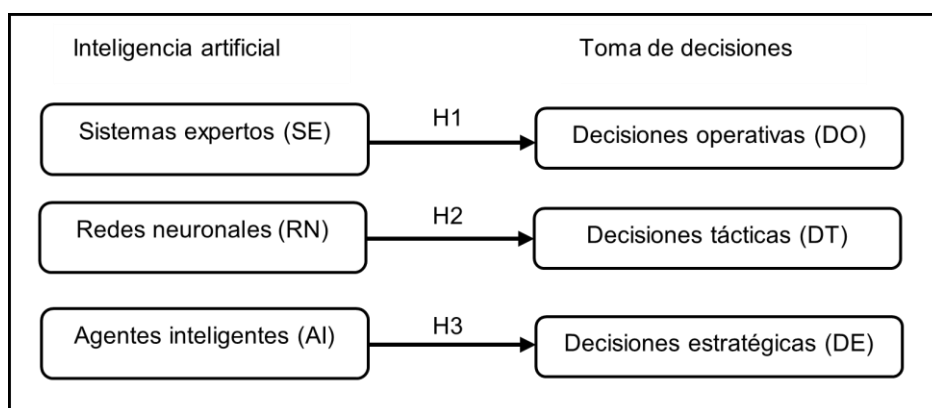 Inteligencia artificial
Toma de decisiones
Sistemas expertos (SE)
H1
Decisiones operativas (DO)
Redes neuronales (RN)
H2
Decisiones tácticas (DT)
Agentes inteligentes (AI)
H3
Decisiones estratégicas (DE)